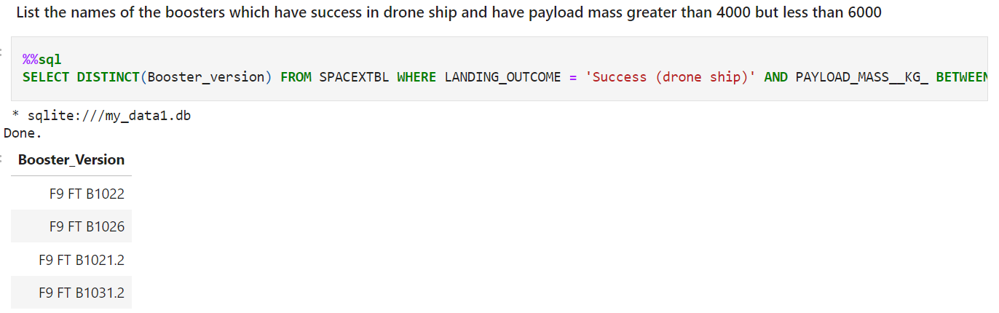 List the names of the boosters which have success in drone ship and have payload mass greater than 4000 but less than 6000
%%sql
SELECT DISTINCT(Booster_version) FROM SPACEXTBL WHERE LANDING_OUTCOME = 'Success (drone ship)' AND PAYLOAD_MASS__KG_ BETWEEN
* sqlite:///my_data1.db
Done.
Booster_Version
F9 FT B1022
F9 FT B1026
F9 FT B1021.2
F9 FT B1031.2